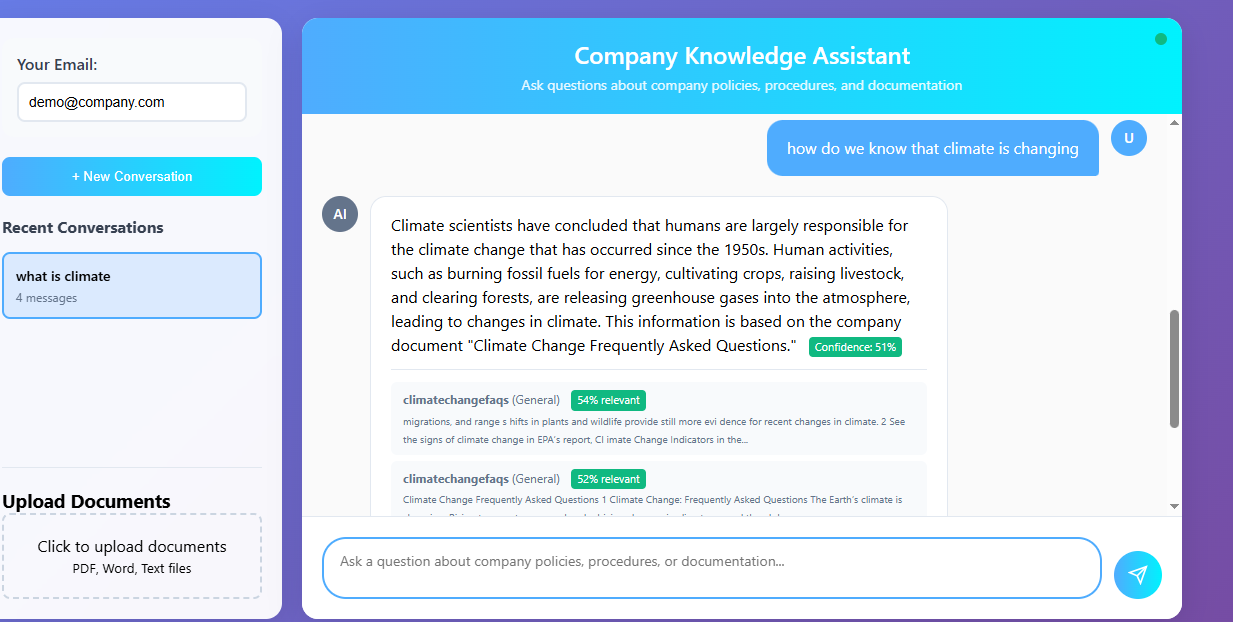 Your Email:
demo@company.com
+ New Conversation
Recent Conversations
what is climate
4 messages
Upload Documents
Click to upload documents
PDF, Word, Text files
Company Knowledge Assistant
Ask questions about company policies, procedures, and documentation
how do we know that climate is changing
U
AI
Climate scientists have concluded that humans are largely responsible for
the climate change that has occurred since the 1950s. Human activities,
such as burning fossil fuels for energy, cultivating crops, raising livestock,
and clearing forests, are releasing greenhouse gases into the atmosphere,
leading to changes in climate. This information is based on the company
document "Climate Change Frequently Asked Questions." Confidence: 51%
climatechangefaqs (General) 54% relevant
migrations, and range s hifts in plants and wildlife provide still more evi dence for recent changes in climate. 2 See
the signs of climate change in EPA's report, Cl imate Change Indicators in the...
climatechangefaqs (General) 52% relevant
Climate Change Frequently Asked Questions 1 Climate Change: Frequently Asked Questions The Earth's climate is
Ask a question about company policies, procedures, or documentation...